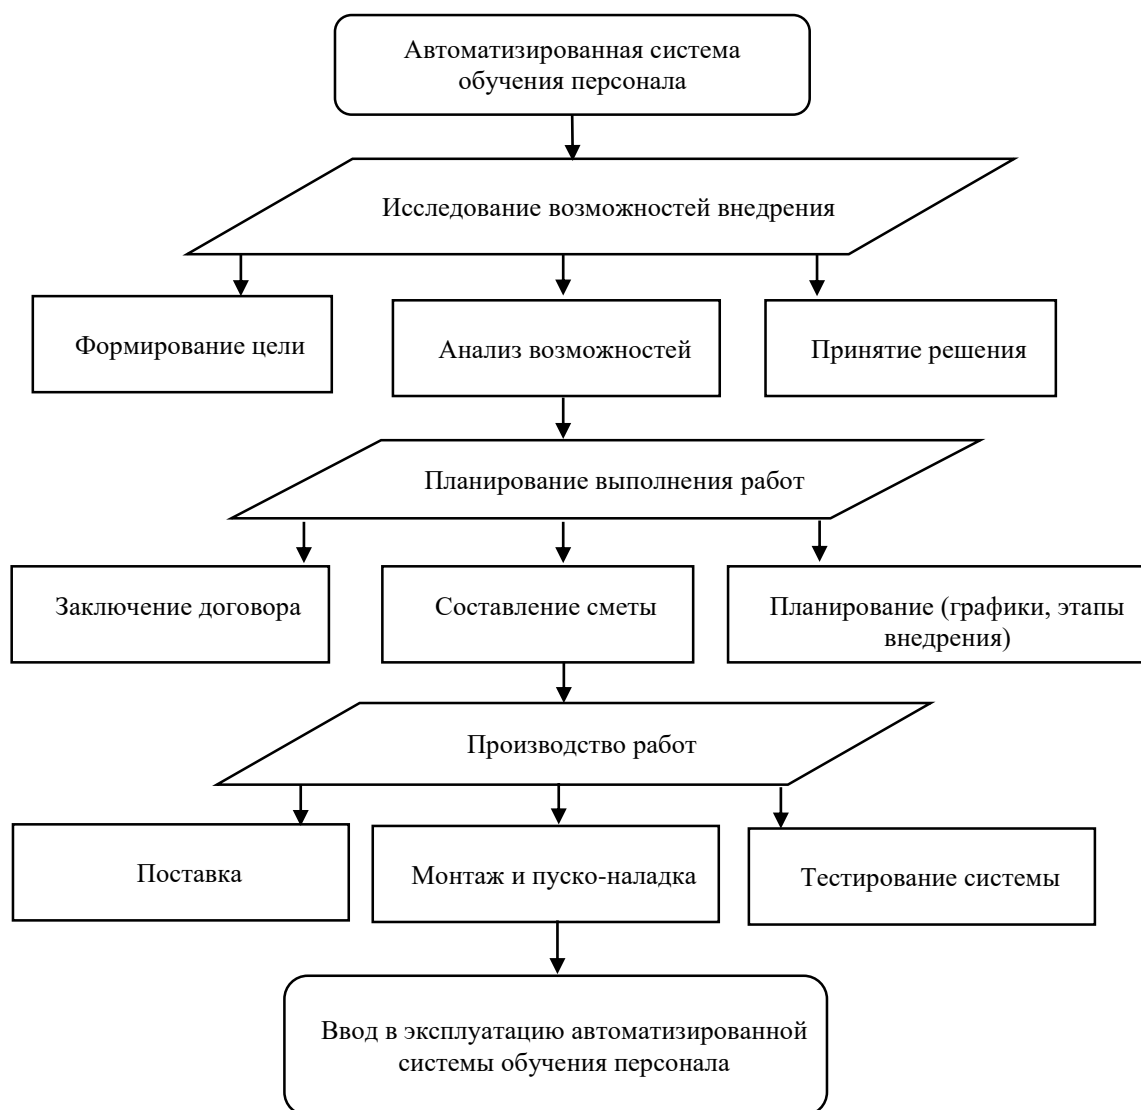 Автоматизированная система
обучения персонала
Исследование возможностей внедрения
Формирование цели
Анализ возможностей
Принятие решения
Планирование выполнения работ
Заключение договора
Составление сметы
Планирование (графики, этапы
внедрения)
Производство работ
Поставка
Монтаж и пуско-наладка
Тестирование системы
Ввод в эксплуатацию автоматизированной
системы обучения персонала